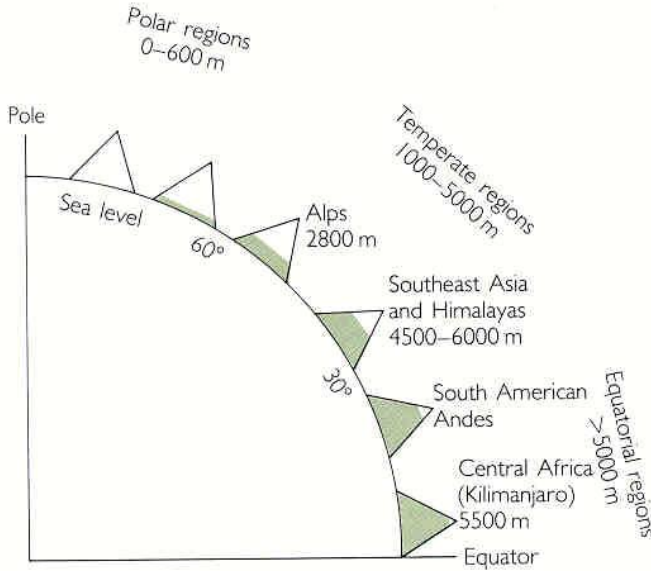 Polar regions
0–600 m
Pole
Temperate regions
1000–5000 m
Sea level
60°
Alps
2800 m
Southeast Asia
and Himalayas
4500–6000 m
30°
South American
Andes
Equatorial regions
>5000 m
Central Africa
(Kilimanjaro)
5500 m
Equator